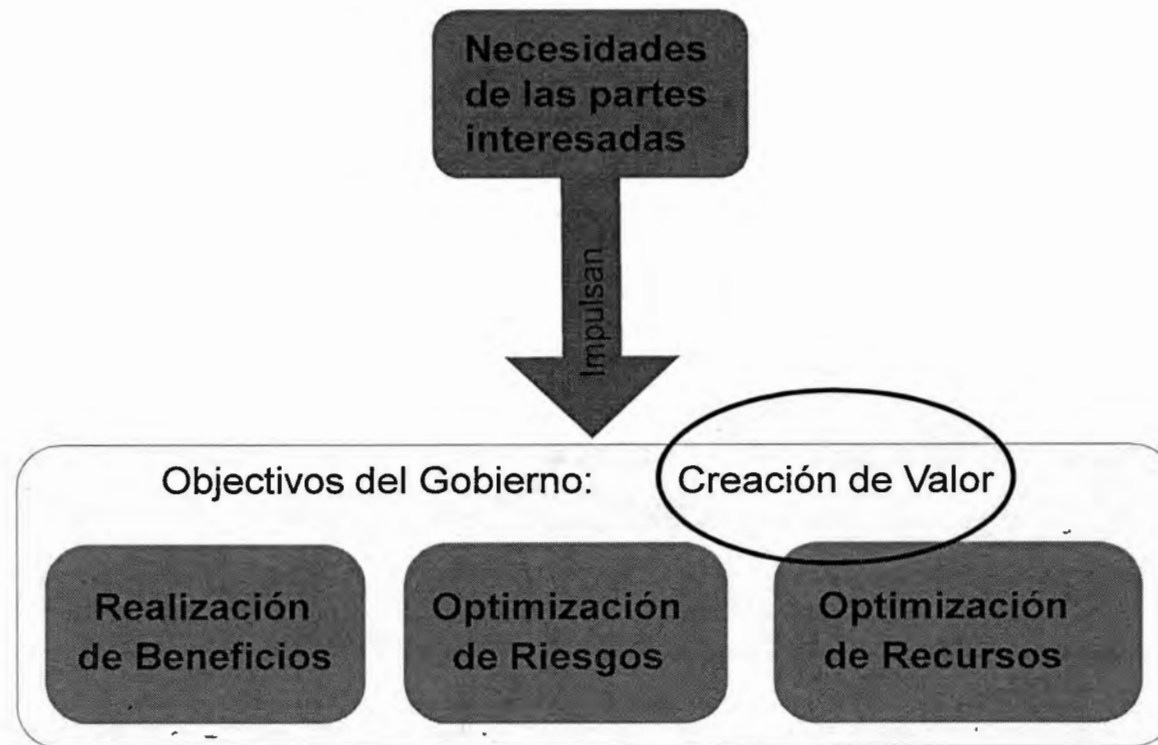 Necesidades
de las partes
interesadas
Impulsan
Objectivos del Gobierno: Creación de Valor
Realización
de Beneficios
Optimización
de Riesgos
Optimización
de Recursos